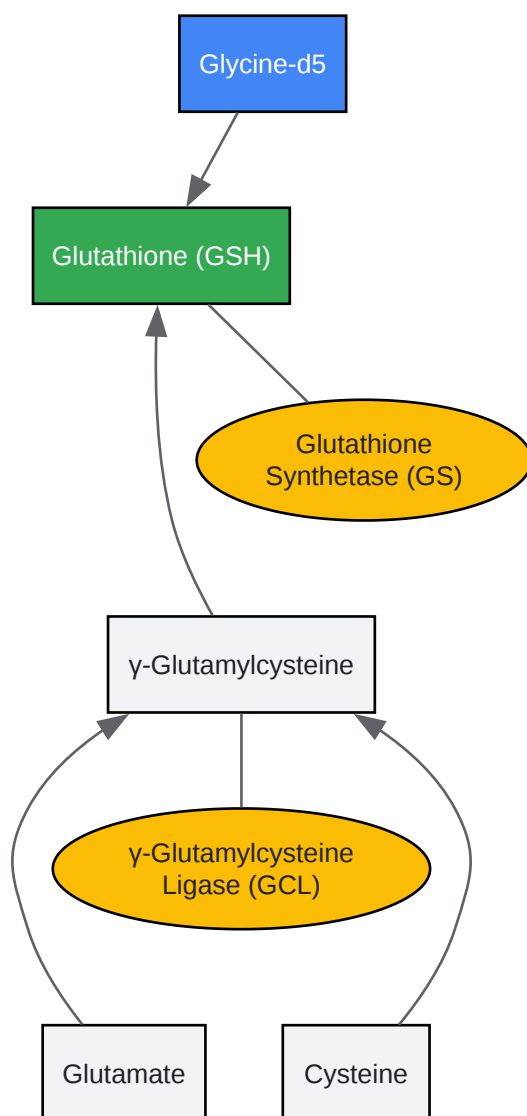 Glycine-d5
Glutathione (GSH)
Glutathione
Synthetase (GS)
γ-Glutamylcysteine
γ-Glutamylcysteine
Ligase (GCL)
Glutamate
Cysteine